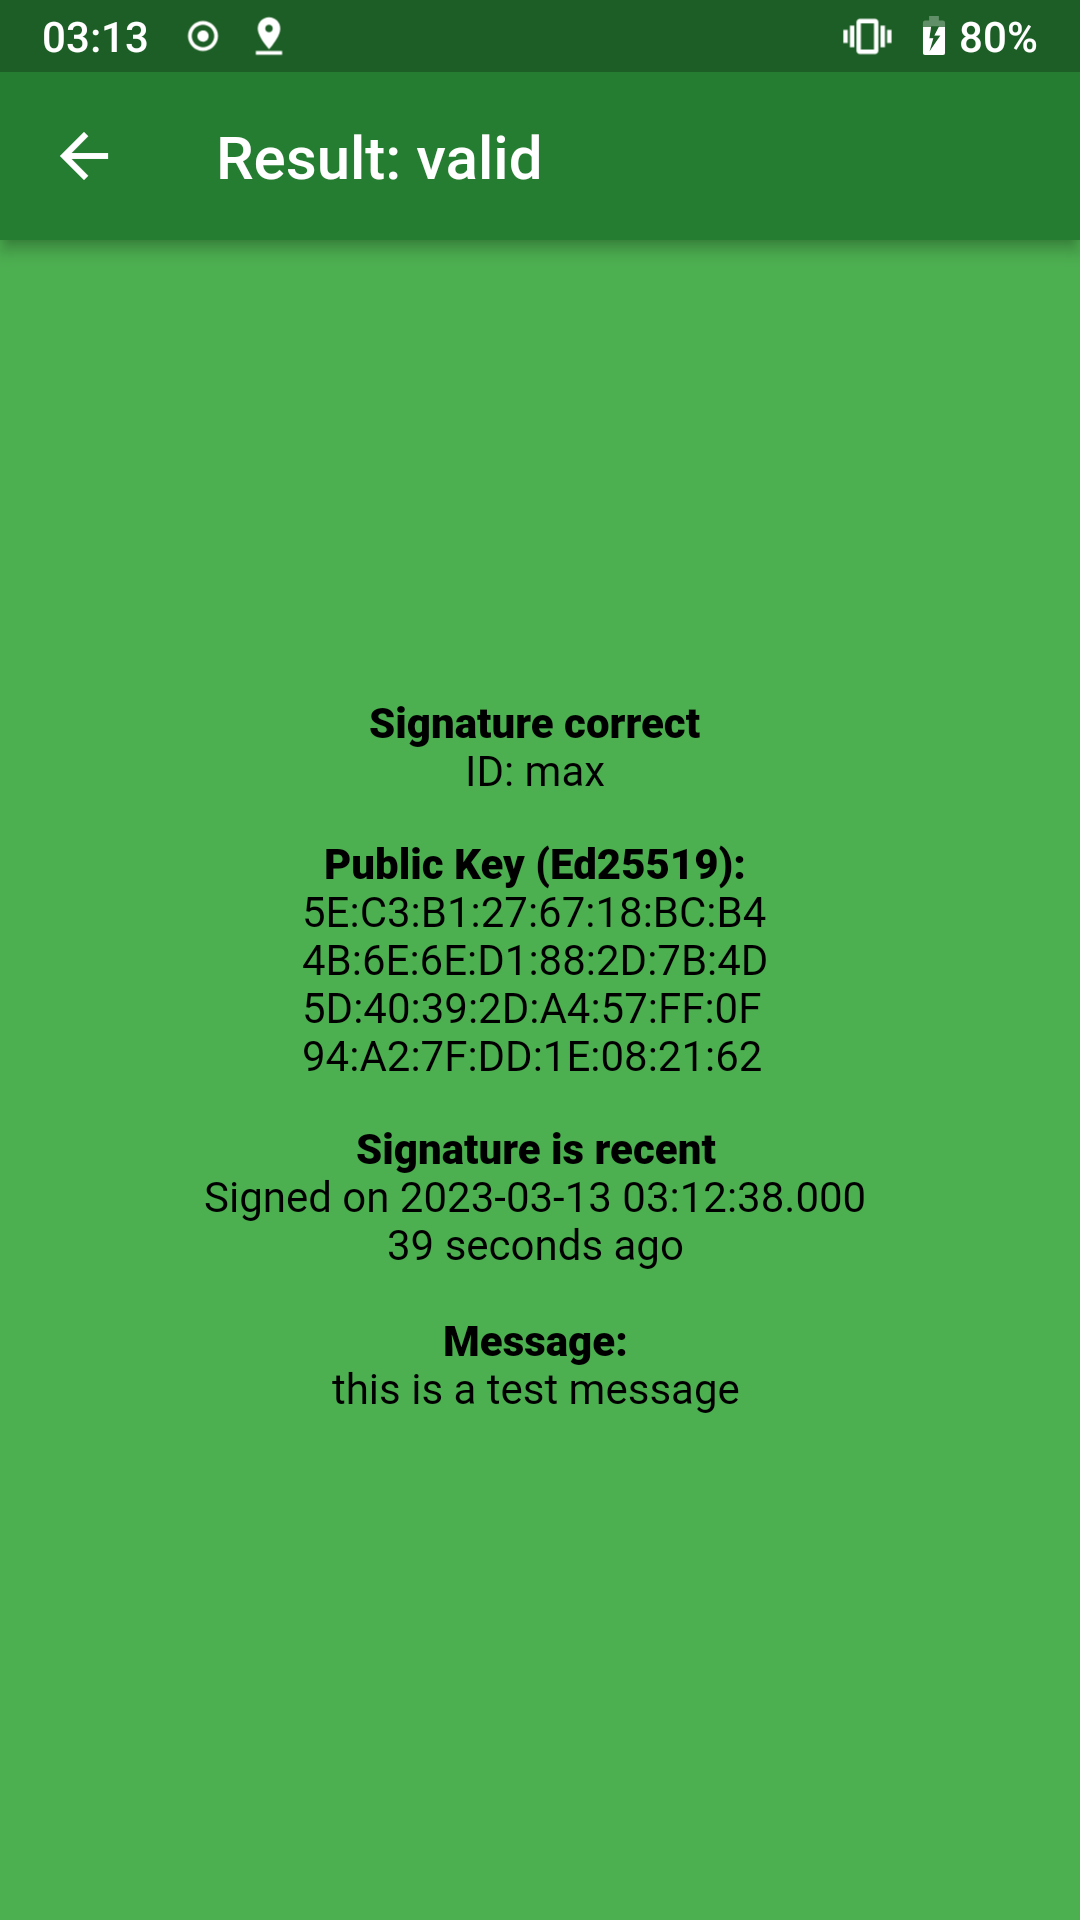 03:13 80%
Result: valid
Signature correct
ID: max
Public Key (Ed25519):
5E:C3:B1:27:67:18:BC:B4
4B:6E:6E:D1:88:2D:7B:4D
5D:40:39:2D:A4:57:FF:0F
94:A2:7F:DD:1E:08:21:62
Signature is recent
Signed on 2023-03-13 03:12:38.000
39 seconds ago
Message:
this is a test message